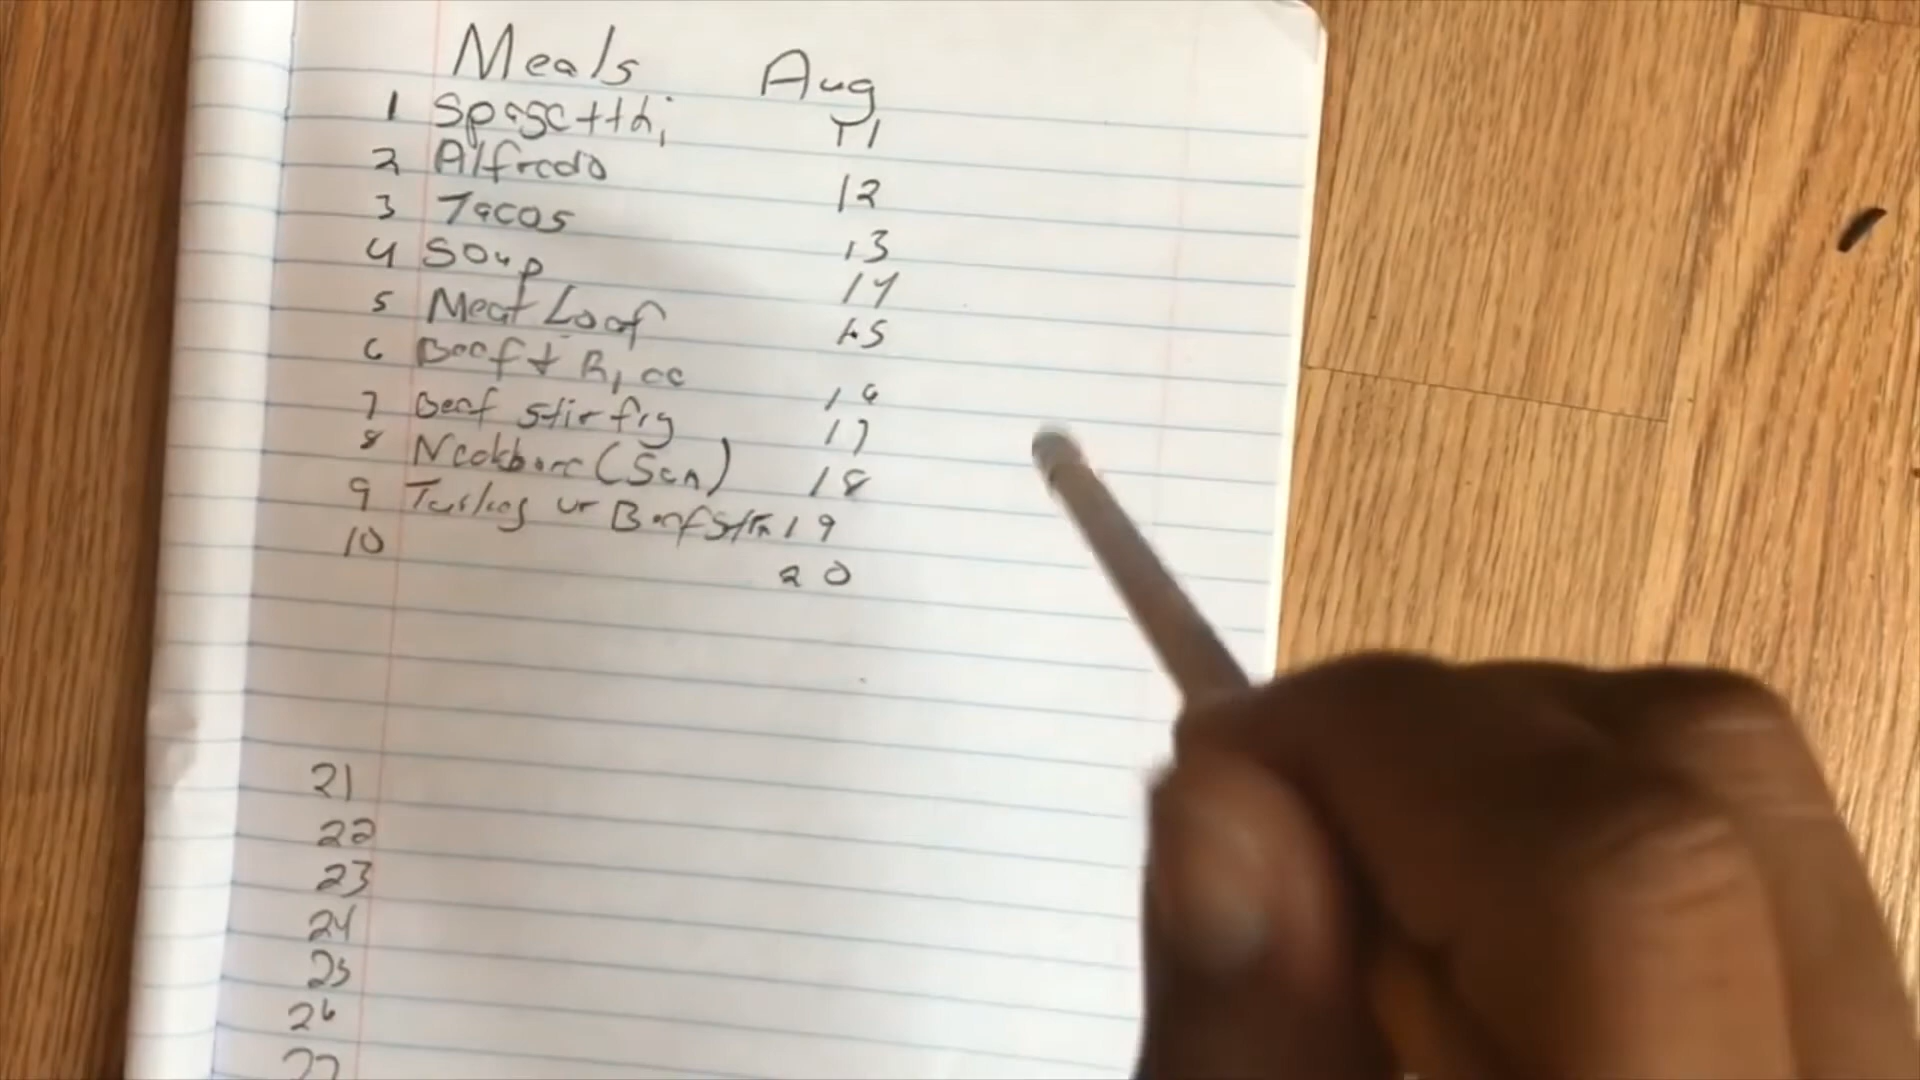 Meals Aug
1 Spagetthi 11
2 Alfredo 12
3 Tacos 13
4 Soup 14
5 Meat Loaf 15
6 Beef + Rice 16
7 Beef stir fry 17
8 Neckbone (Sun) 18
9 Turkey or Beef 19
10 20
21
22
23
24
25
26
27